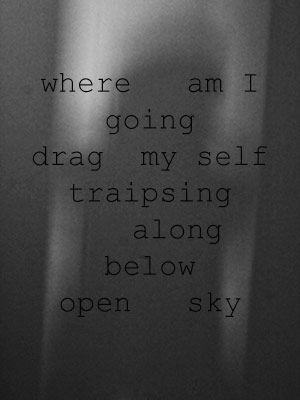 where   am I
going
drag  my self
traipsing
along
below
open   sky